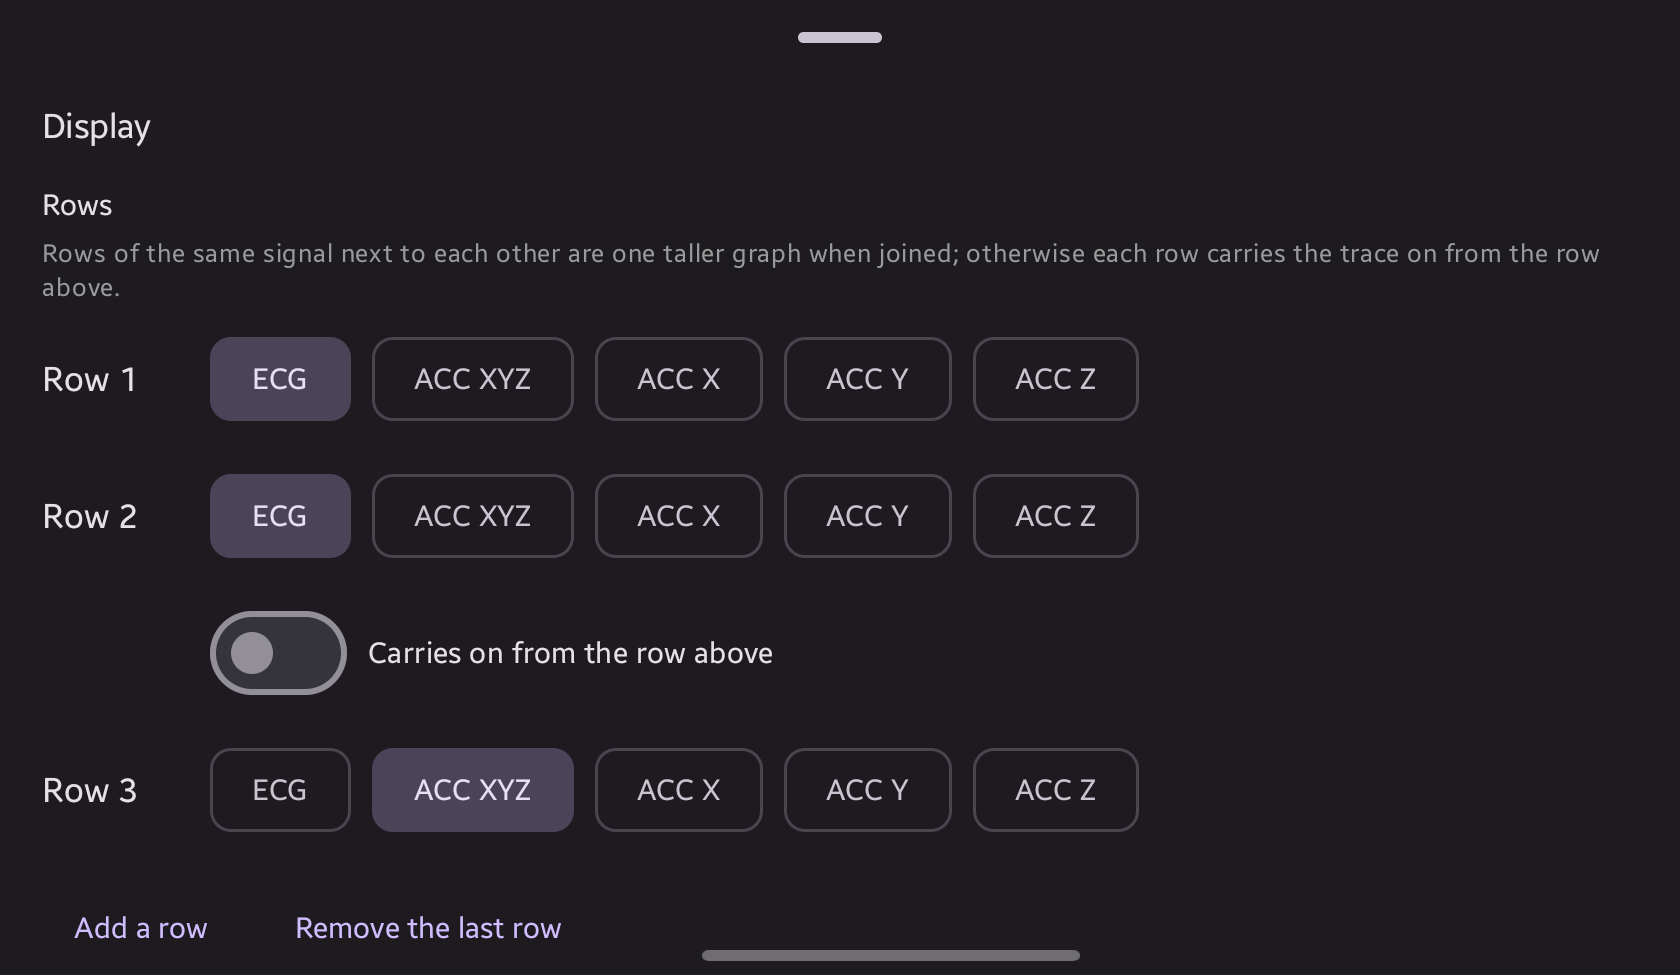 Display
Rows
Rows of the same signal next to each other are one taller graph when joined; otherwise each row carries the trace on from the row
above.
Row 1 ECG ACC XYZ ACC X ACC Y ACC Z
Row 2 ECG ACC XYZ ACC X ACC Y ACC Z
Carries on from the row above
Row 3 ECG ACC XYZ ACC X ACC Y ACC Z
Add a row Remove the last row